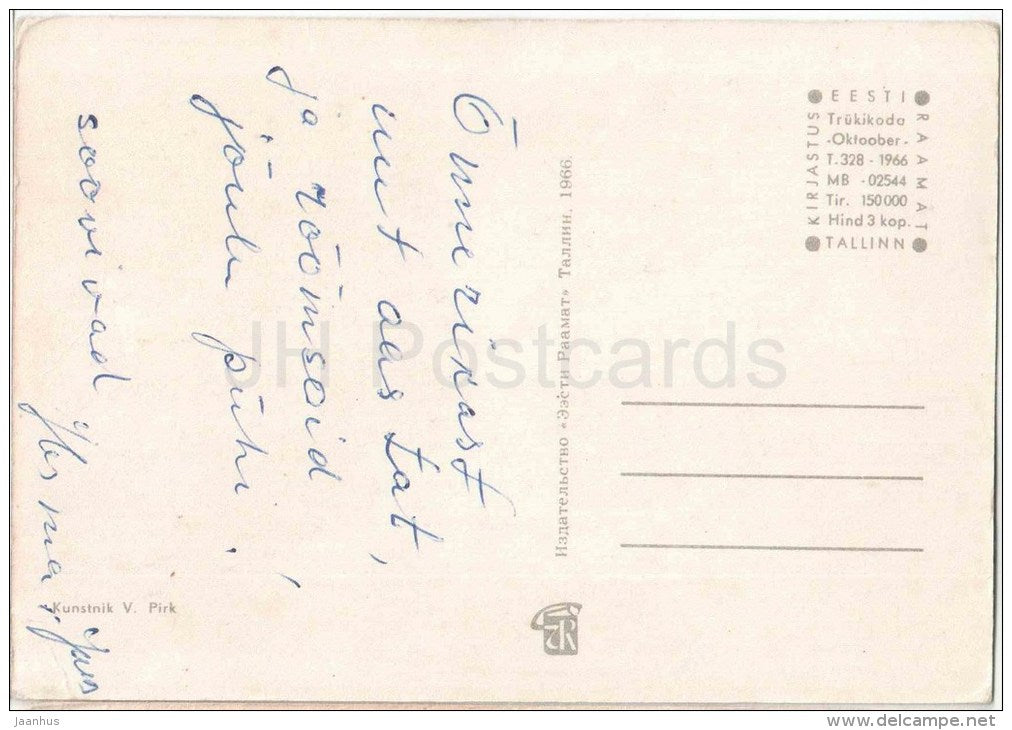 Õnnerikast
uut aastat,
ja rõõmsaid,
jõulu pühi.
soovivad
EESTI RAAMAT
KIRJASTUS
TALLINN
Trükikoda
-Oktoober-
T.328 - 1966
MB -02544
Tir. 150000
Hind 3 kop.
Издательство «Ээсти Раамат» Таллин. 1966.
Kunstnik V. Pirk
JH Postcards
jaanhus
www.delcampe.net